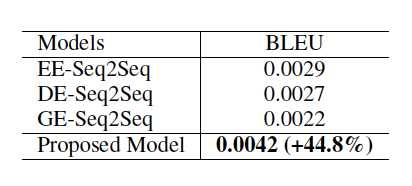 Models BLEU
EE-Seq2Seq 0.0029
DE-Seq2Seq 0.0027
GE-Seq2Seq 0.0022
Proposed Model 0.0042 (+44.8%)